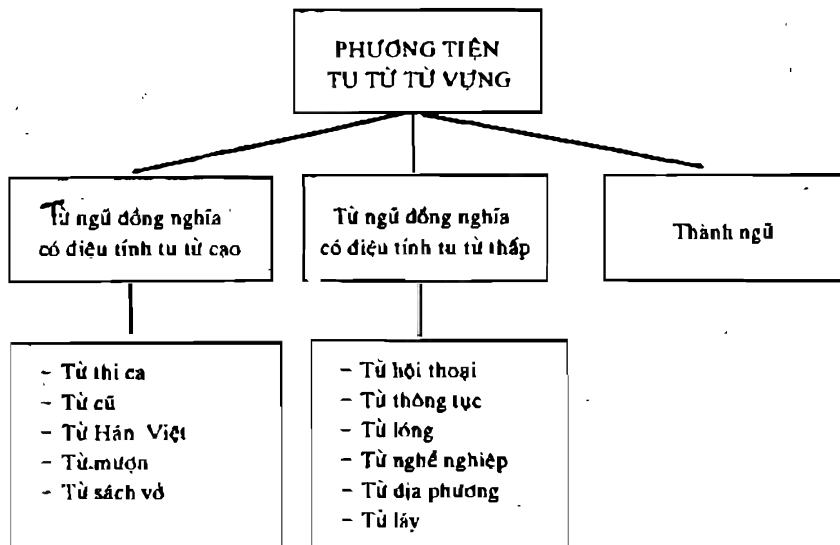 PHƯƠNG TIỆN
TU TỪ TỪ VỰNG
Từ ngữ đồng nghĩa
có điệu tính tu từ cao
Từ ngữ đồng nghĩa
có điệu tính tu từ thấp
Thành ngữ
- Từ thi ca
- Từ cũ
- Từ Hán Việt
- Từ mượn
- Từ sách vở
- Từ hội thoại
- Từ thông tục
- Từ lóng
- Từ nghề nghiệp
- Từ địa phương
- Từ láy